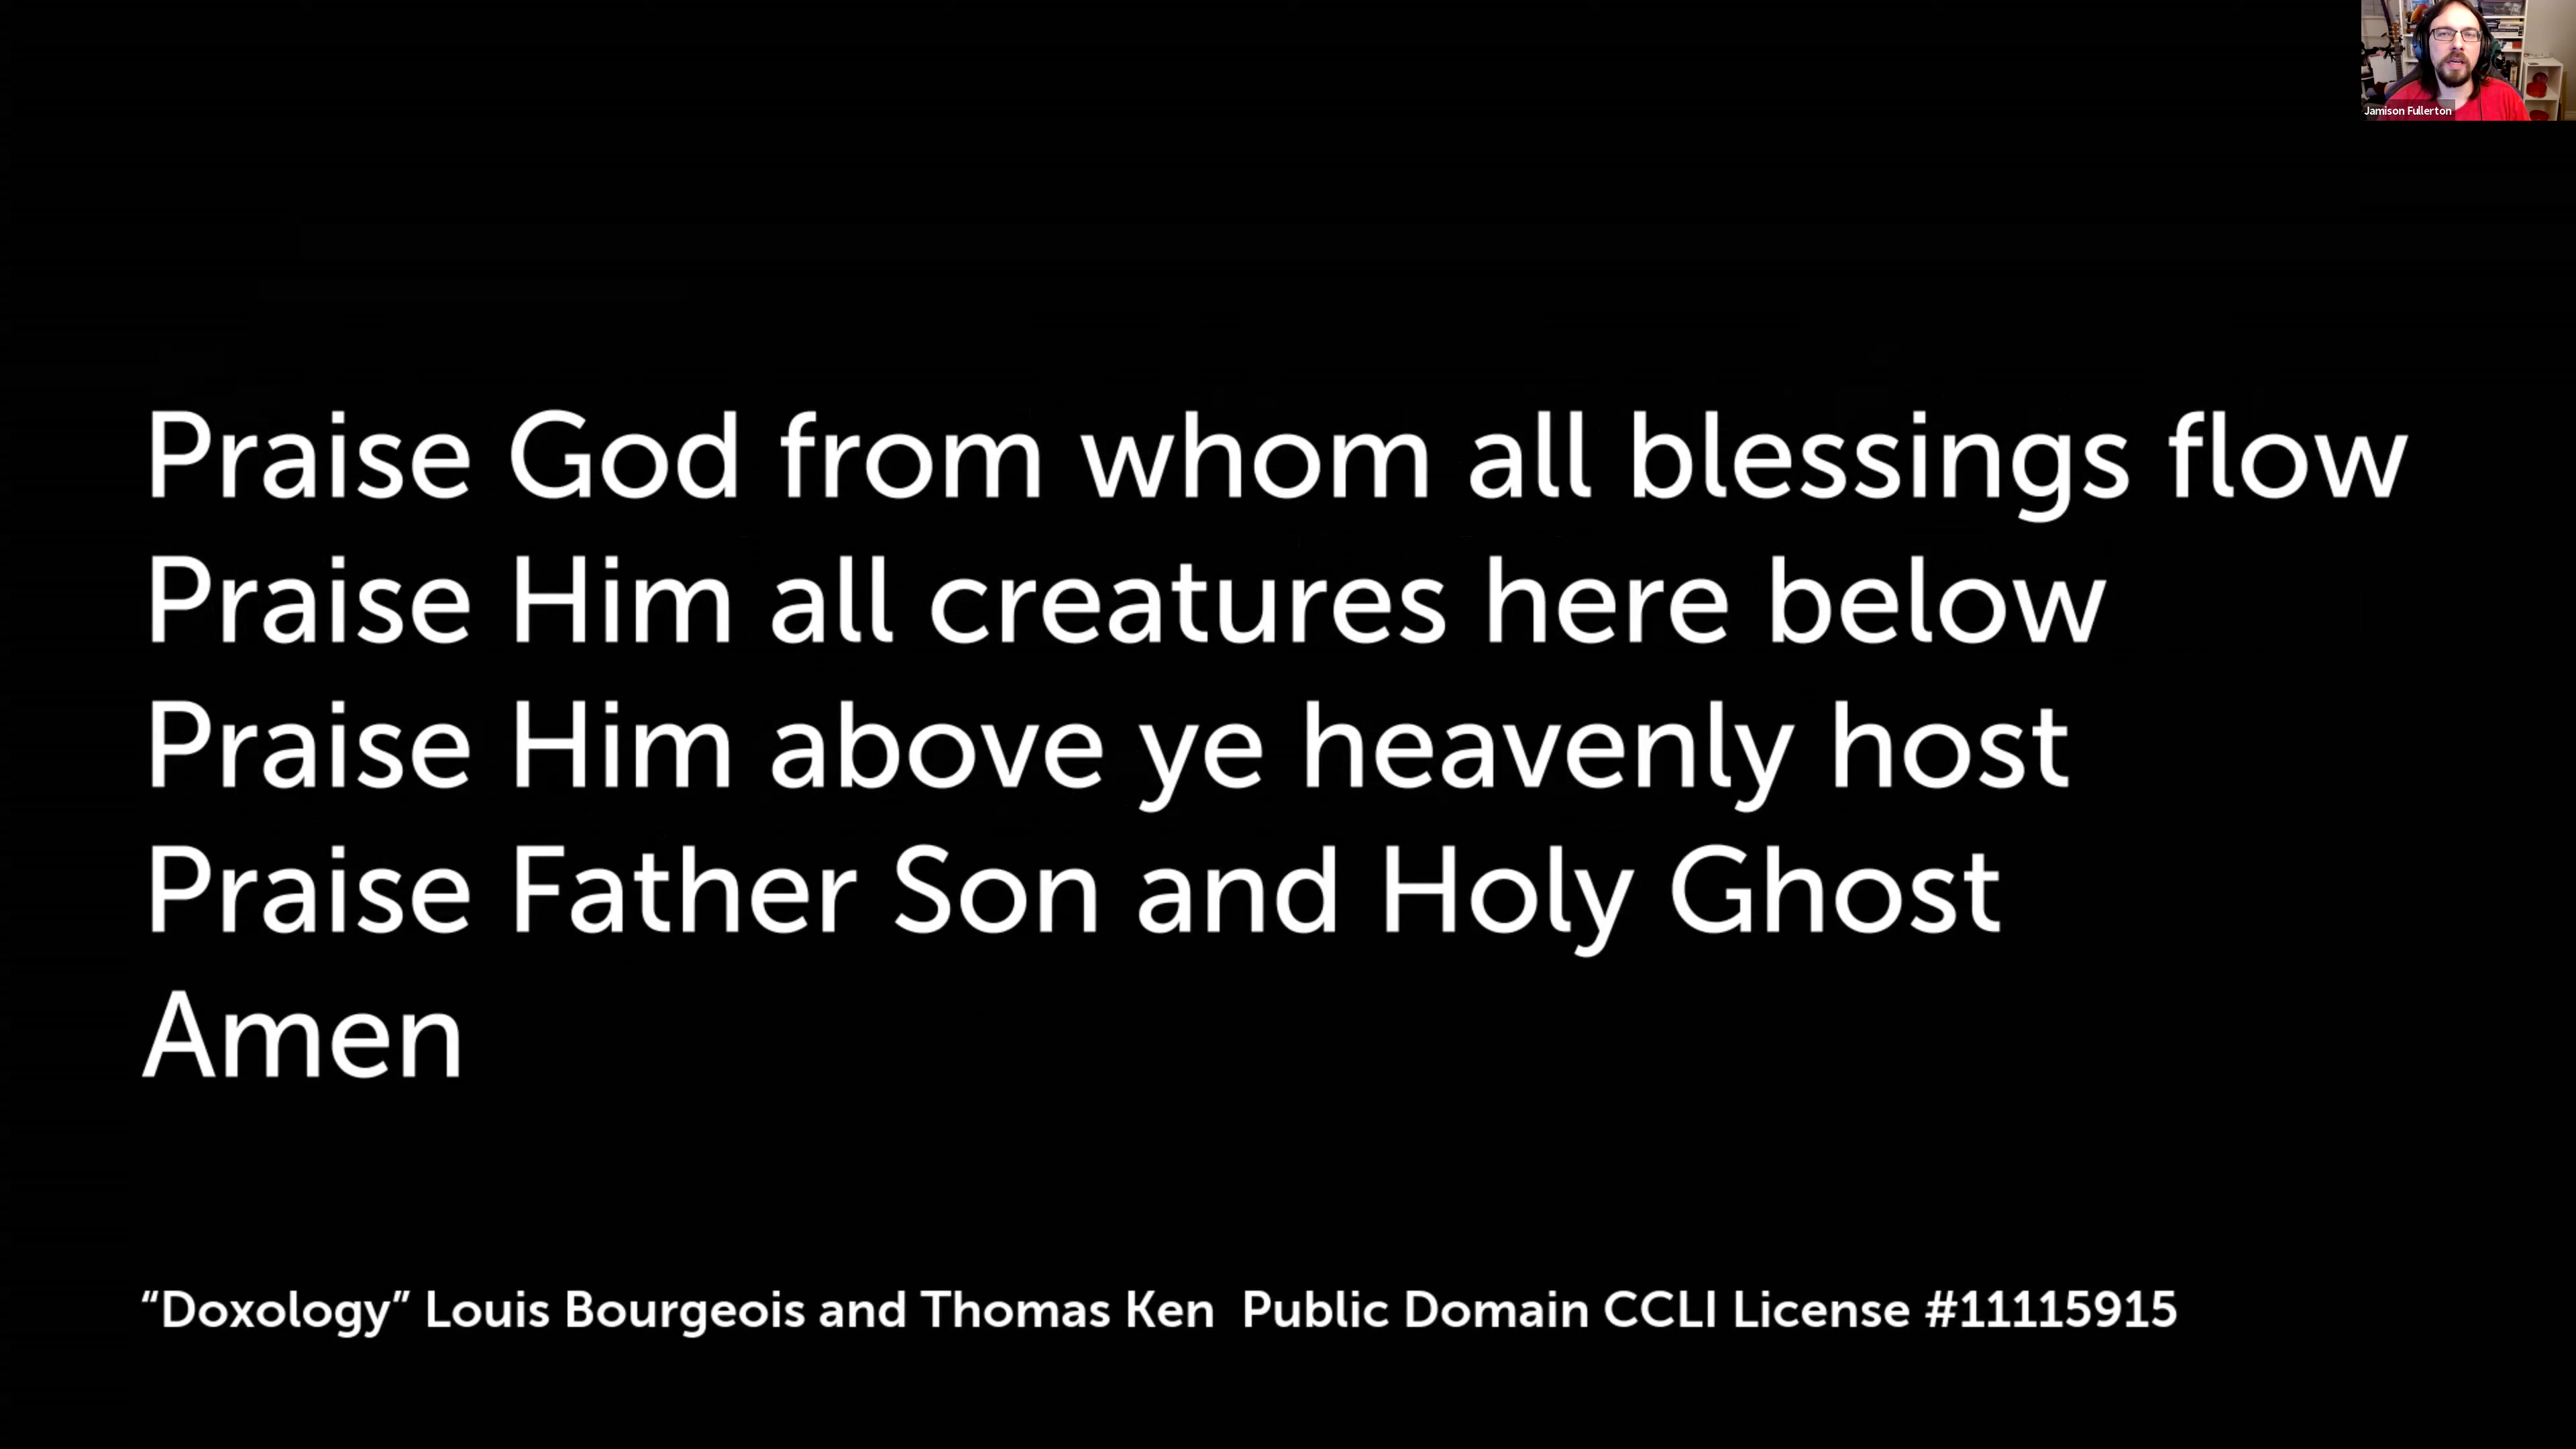 Jamison Fullerton
Praise God from whom all blessings flow
Praise Him all creatures here below
Praise Him above ye heavenly host
Praise Father Son and Holy Ghost
Amen
“Doxology” Louis Bourgeois and Thomas Ken  Public Domain CCLI License #11115915